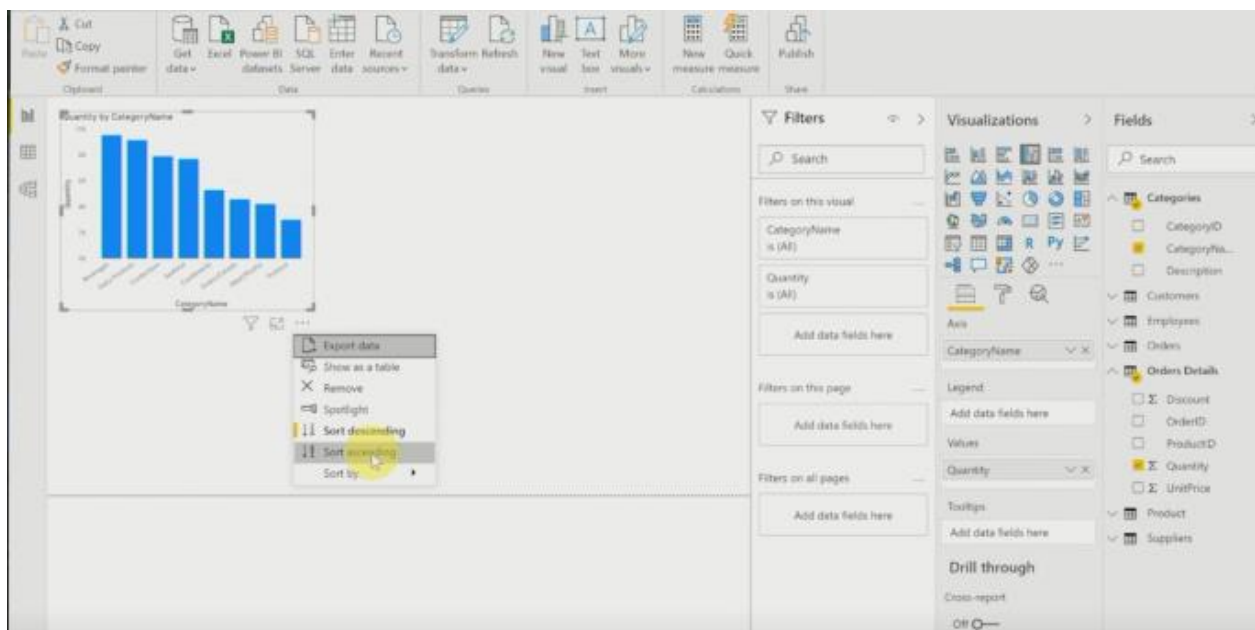 Paste
Cut
Copy
Format painter
Clipboard
Get data
Excel
Power BI datasets
SQL Server
Enter data
Recent sources
Data
Transform data
Refresh
Queries
New visual
Text box
More visuals
Insert
New measure
Quick measure
Calculations
Publish
Share
Quantity by CategoryName
Quantity
CategoryName
Export data
Show as a table
Remove
Spotlight
Sort descending
Sort ascending
Sort by
Filters
Search
Filters on this visual
CategoryName
is (All)
Quantity
is (All)
Add data fields here
Filters on this page
Add data fields here
Filters on all pages
Add data fields here
Visualizations
R Py
Axis
CategoryName
Legend
Add data fields here
Values
Quantity
Tooltips
Add data fields here
Drill through
Cross-report
Off
Fields
Search
Categories
CategoryID
CategoryNa...
Description
Customers
Employees
Orders
Orders Details
Discount
OrderID
ProductID
Quantity
UnitPrice
Product
Suppliers